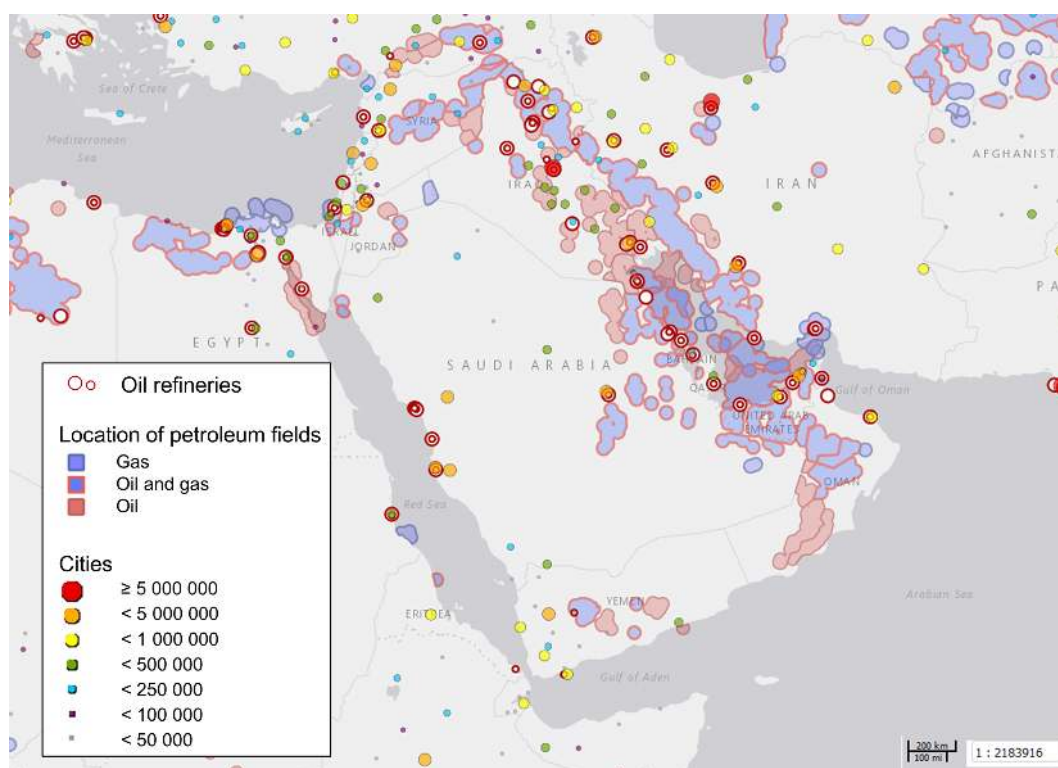 Sea of Crete
Mediterranean
Sea
SYRIA
IRAN
AFGHANIST
ISRAEL
JORDAN
PA
EGYPT
SAUDI ARABIA
BAHRAIN
Gulf of Oman
UNITED ARAB
EMIRATES
OMAN
Red Sea
Arabian Sea
YEMEN
ERITREA
Gulf of Aden
Oil refineries
Location of petroleum fields
Gas
Oil and gas
Oil
Cities
≥ 5 000 000
< 5 000 000
< 1 000 000
< 500 000
< 250 000
< 100 000
< 50 000
200 km
100 mi
1 : 2183916